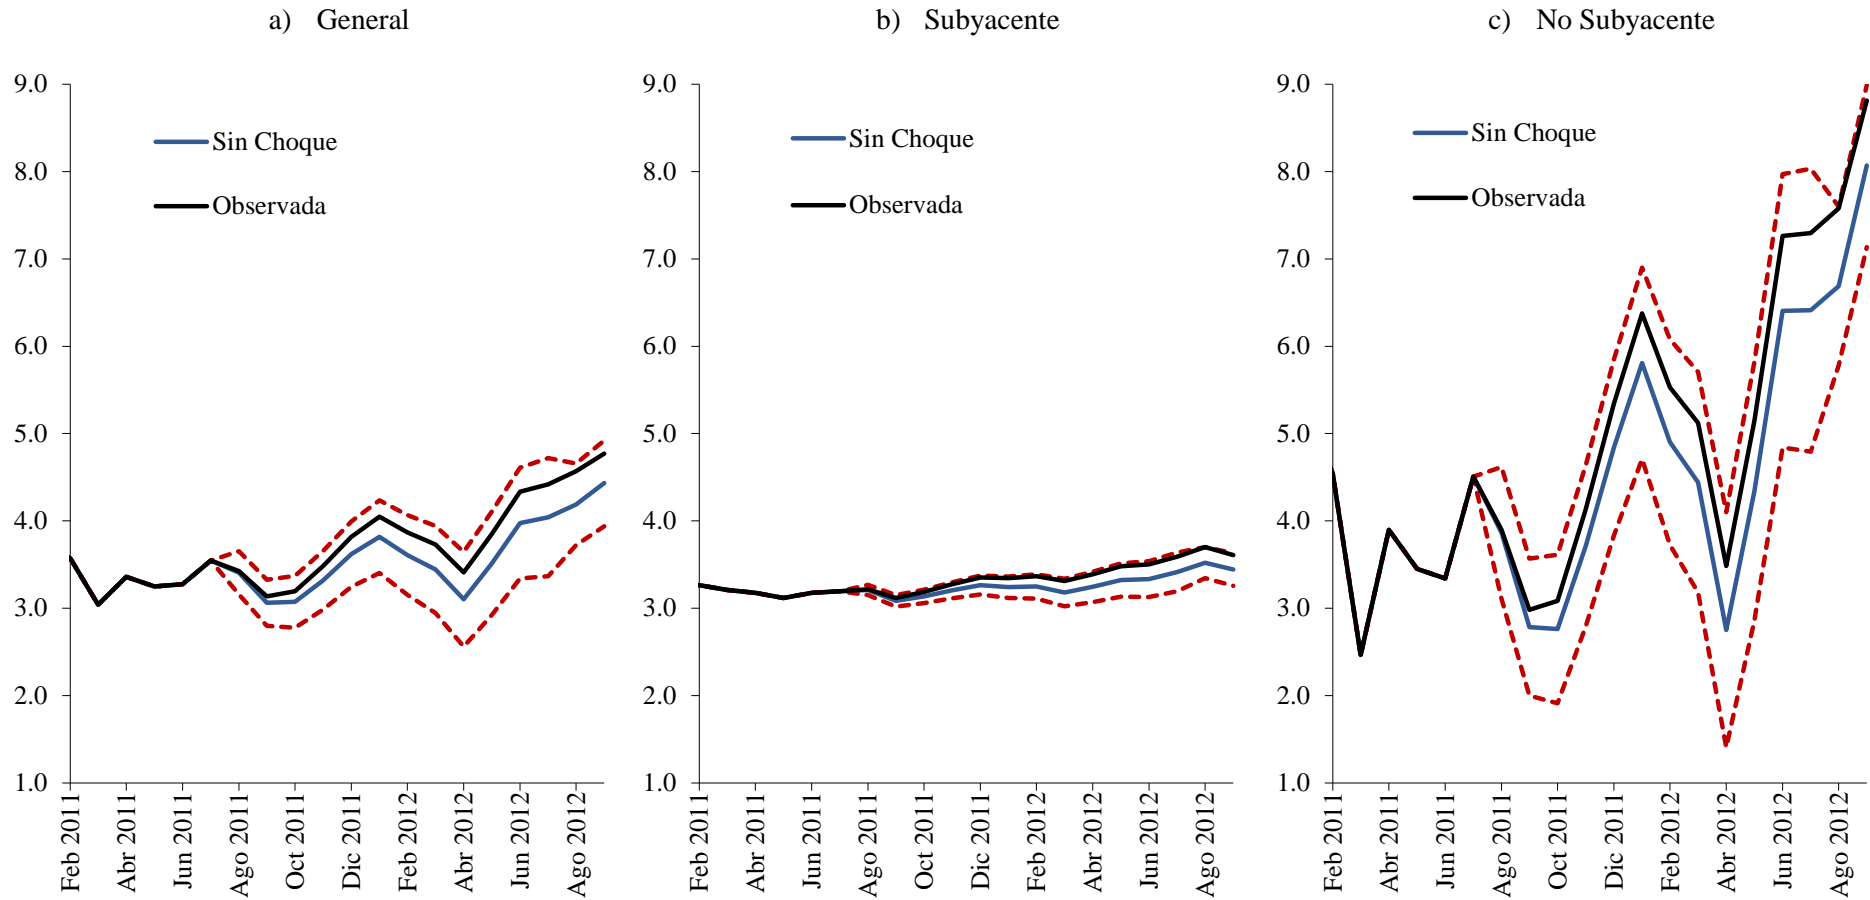 a) General
9.0
8.0
7.0
6.0
5.0
4.0
3.0
2.0
1.0
Sin Choque
Observada
Feb 2011
Abr 2011
Jun 2011
Ago 2011
Oct 2011
Dic 2011
Feb 2012
Abr 2012
Jun 2012
Ago 2012
b) Subyacente
9.0
8.0
7.0
6.0
5.0
4.0
3.0
2.0
1.0
Sin Choque
Observada
Feb 2011
Abr 2011
Jun 2011
Ago 2011
Oct 2011
Dic 2011
Feb 2012
Abr 2012
Jun 2012
Ago 2012
c) No Subyacente
9.0
8.0
7.0
6.0
5.0
4.0
3.0
2.0
1.0
Sin Choque
Observada
Feb 2011
Abr 2011
Jun 2011
Ago 2011
Oct 2011
Dic 2011
Feb 2012
Abr 2012
Jun 2012
Ago 2012